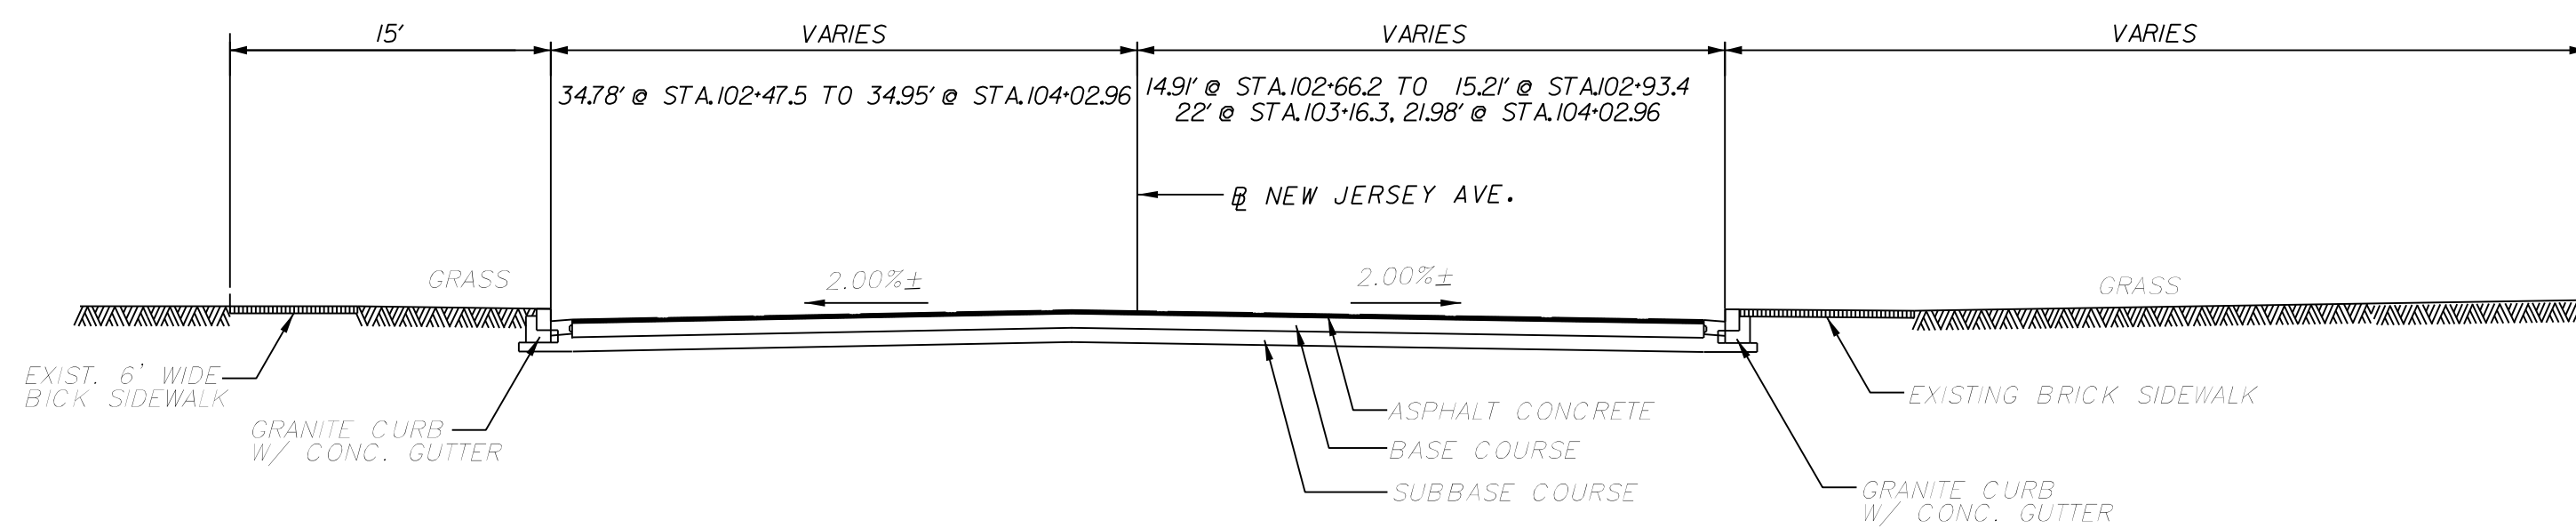 15'
VARIES
VARIES
VARIES
34.78' @ STA.102+47.5 TO 34.95' @ STA.104+02.96
14.91' @ STA.102+66.2 TO 15.21' @ STA.102+93.4
22' @ STA.103+16.3, 21.98' @ STA.104+02.96
BL NEW JERSEY AVE.
GRASS
2.00%±
2.00%±
GRASS
EXIST. 6' WIDE
BICK SIDEWALK
GRANITE CURB
W/ CONC. GUTTER
ASPHALT CONCRETE
BASE COURSE
SUBBASE COURSE
EXISTING BRICK SIDEWALK
GRANITE CURB
W/ CONC. GUTTER